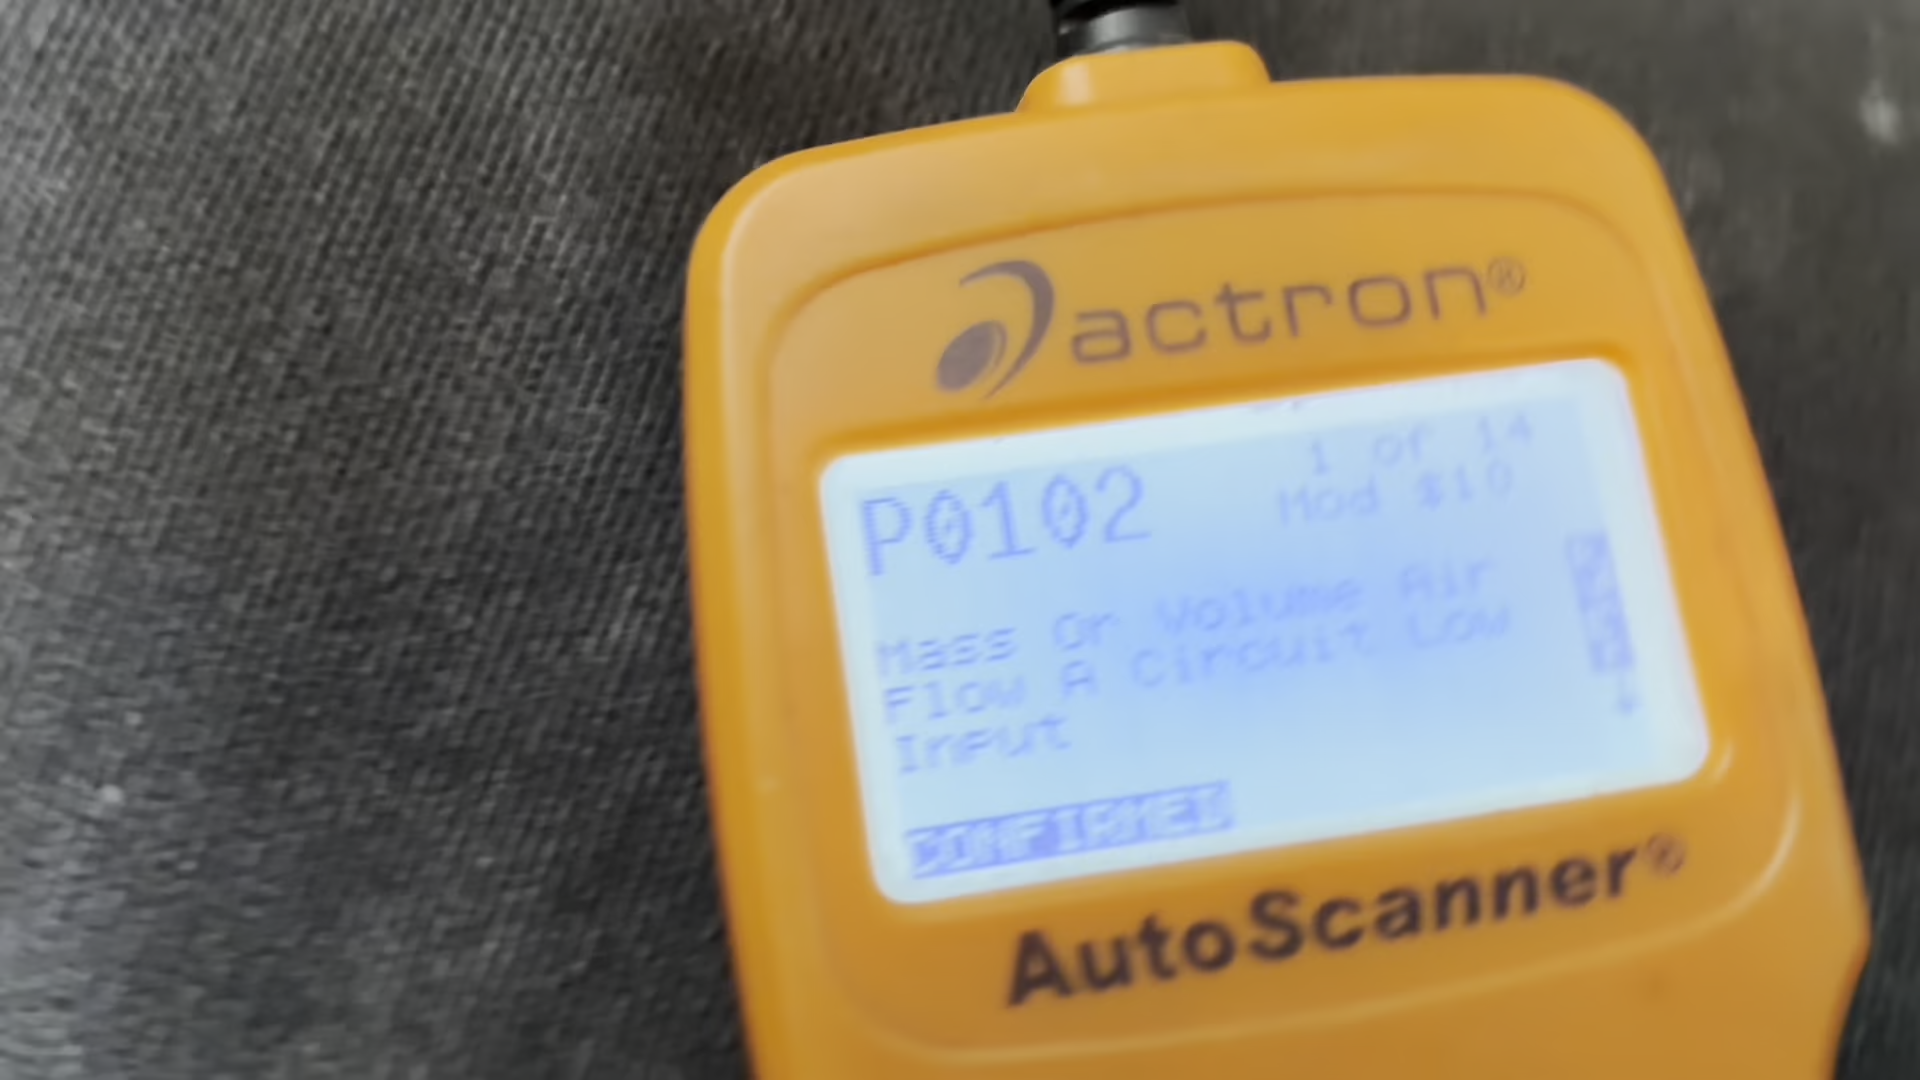 actron®
1 of 14
P0102
Mod $10
Mass Or Volume Air
Flow A Circuit Low
Input
CONFIRMED
AutoScanner®